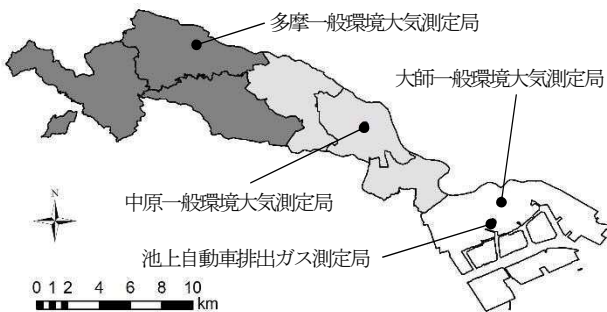 多摩一般環境大気測定局
大師一般環境大気測定局
中原一般環境大気測定局
池上自動車排出ガス測定局
N
0 1 2 4 6 8 10
km